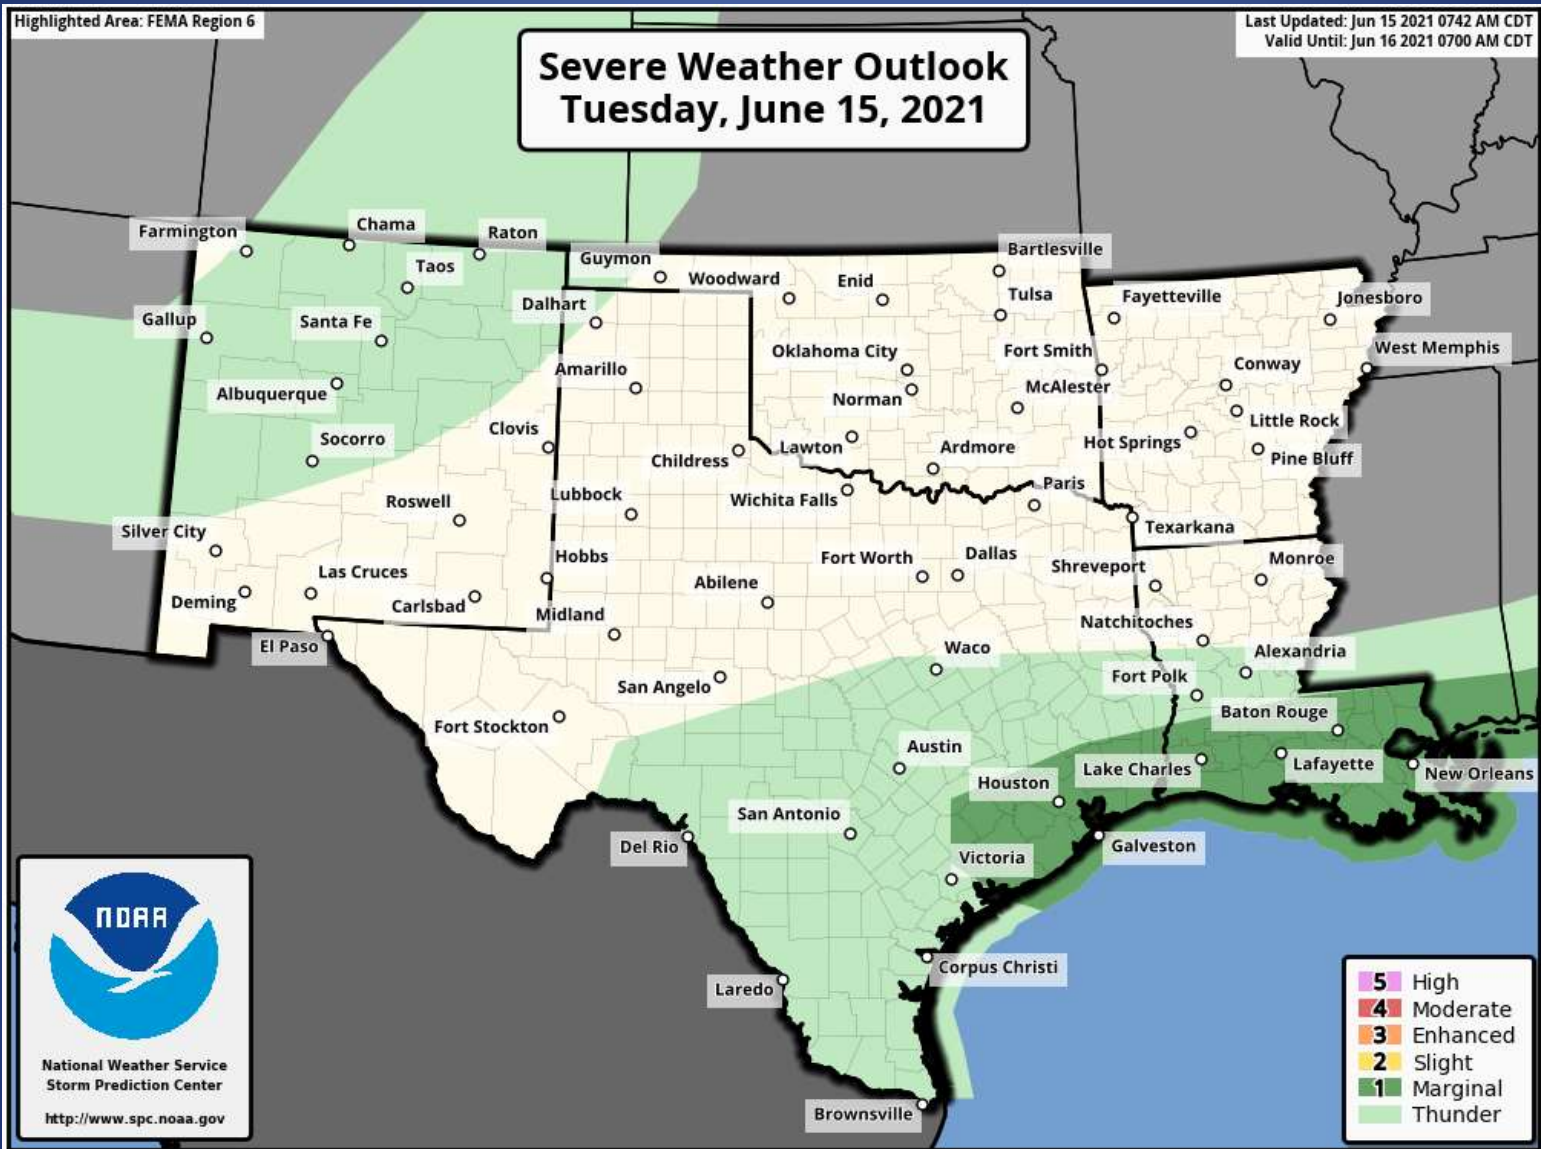 Highlighted Area: FEMA Region 6
Last Updated: Jun 15 2021 0742 AM CDT
Valid Until: Jun 16 2021 0700 AM CDT
Severe Weather Outlook
Tuesday, June 15, 2021
Farmington
Chama
Raton
Taos
Guymon
Woodward
Enid
Bartlesville
Tulsa
Fayetteville
Jonesboro
Gallup
Santa Fe
Dalhart
Oklahoma City
Fort Smith
West Memphis
Amarillo
Conway
Albuquerque
Norman
McAlester
Little Rock
Socorro
Clovis
Childress
Lawton
Ardmore
Hot Springs
Pine Bluff
Roswell
Lubbock
Wichita Falls
Paris
Texarkana
Silver City
Hobbs
Fort Worth
Dallas
Shreveport
Monroe
Las Cruces
Deming
Carlsbad
Midland
Abilene
Natchitoches
El Paso
Waco
Alexandria
San Angelo
Fort Polk
Fort Stockton
Baton Rouge
Austin
Houston
Lake Charles
Lafayette
New Orleans
San Antonio
Del Rio
Victoria
Galveston
Laredo
Corpus Christi
Brownsville
NOAA
National Weather Service
Storm Prediction Center
http://www.spc.noaa.gov
5 High
4 Moderate
3 Enhanced
2 Slight
1 Marginal
Thunder